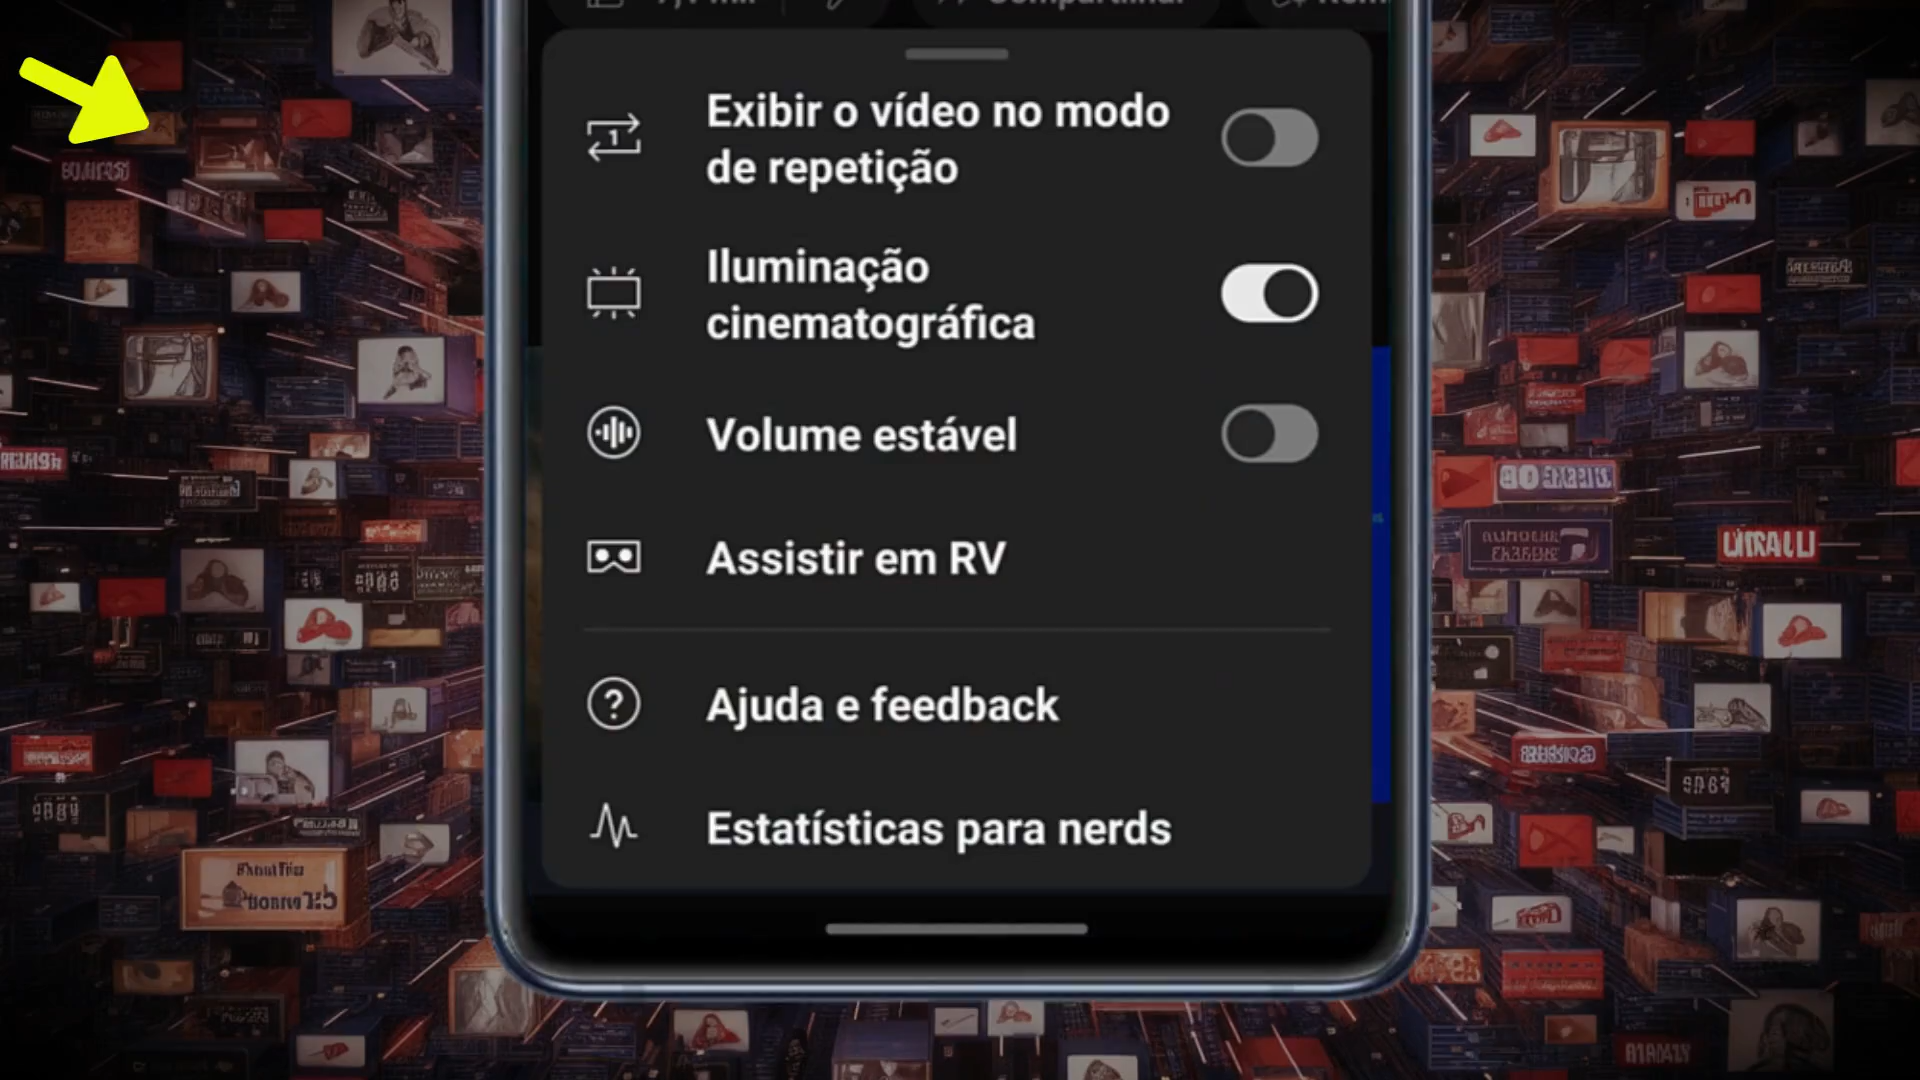 Exibir o vídeo no modo
de repetição
Iluminação
cinematográfica
Volume estável
Assistir em RV
Ajuda e feedback
Estatísticas para nerds